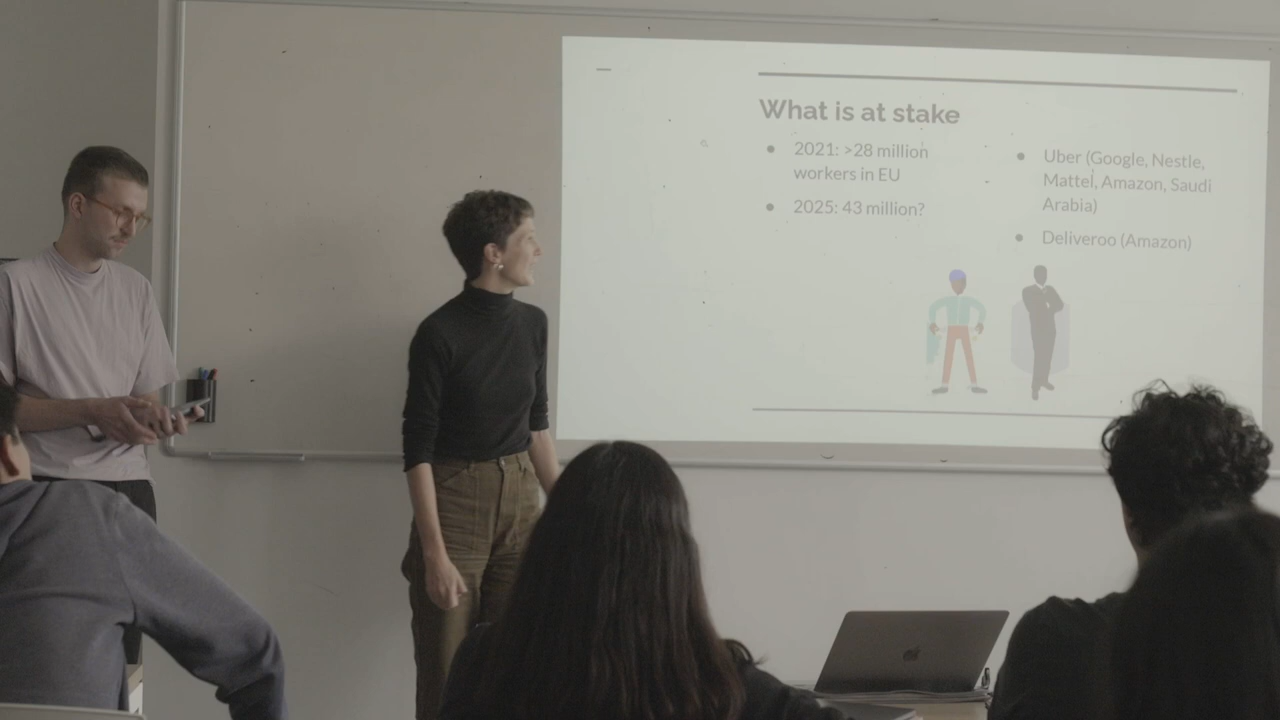 What is at stake
2021: >28 million
workers in EU
2025: 43 million?
Uber (Google, Nestle,
Mattel, Amazon, Saudi
Arabia)
Deliveroo (Amazon)